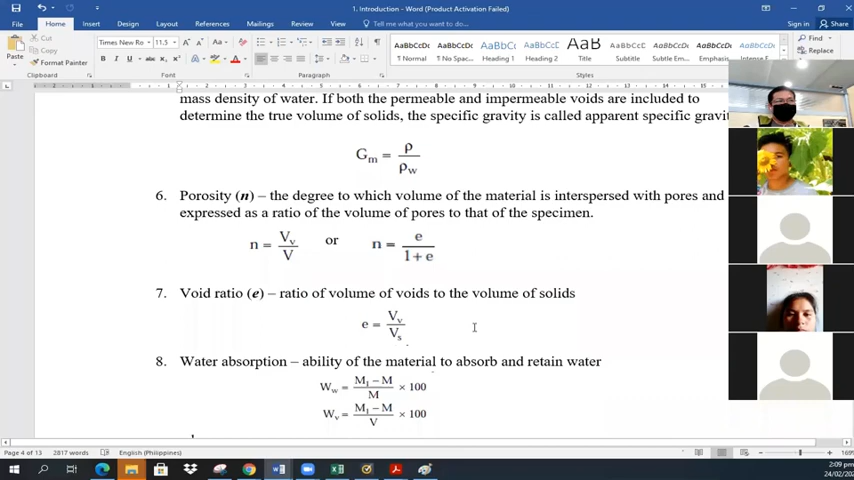 1. Introduction - Word (Product Activation Failed)
Sign in Share
File Home Insert Design Layout References Mailings Review View Tell me what you want to do
Cut
Copy
Format Painter
Paste
Clipboard
Times New Ro 11.5
Font
Paragraph
AaBbCcDc AaBbCcDc AaBbCc AaBbCcD AaB AaBbCcD AaBbCcDc AaBbCcDc
¶ Normal ¶ No Spac... Heading 1 Heading 2 Title Subtitle Subtle Em... Emphasis
Styles
Find
Replace
mass density of water. If both the permeable and impermeable voids are included to
determine the true volume of solids, the specific gravity is called apparent specific gravi
Gm = ρ / ρw
6. Porosity (n) – the degree to which volume of the material is interspersed with pores and
expressed as a ratio of the volume of pores to that of the specimen.
n = Vv / V or n = e / 1 + e
7. Void ratio (e) – ratio of volume of voids to the volume of solids
e = Vv / Vs
8. Water absorption – ability of the material to absorb and retain water
Ww = M1 – M / M × 100
Wv = M1 – M / V × 100
Page 4 of 13 2817 words English (Philippines)
169%
2:09 pm